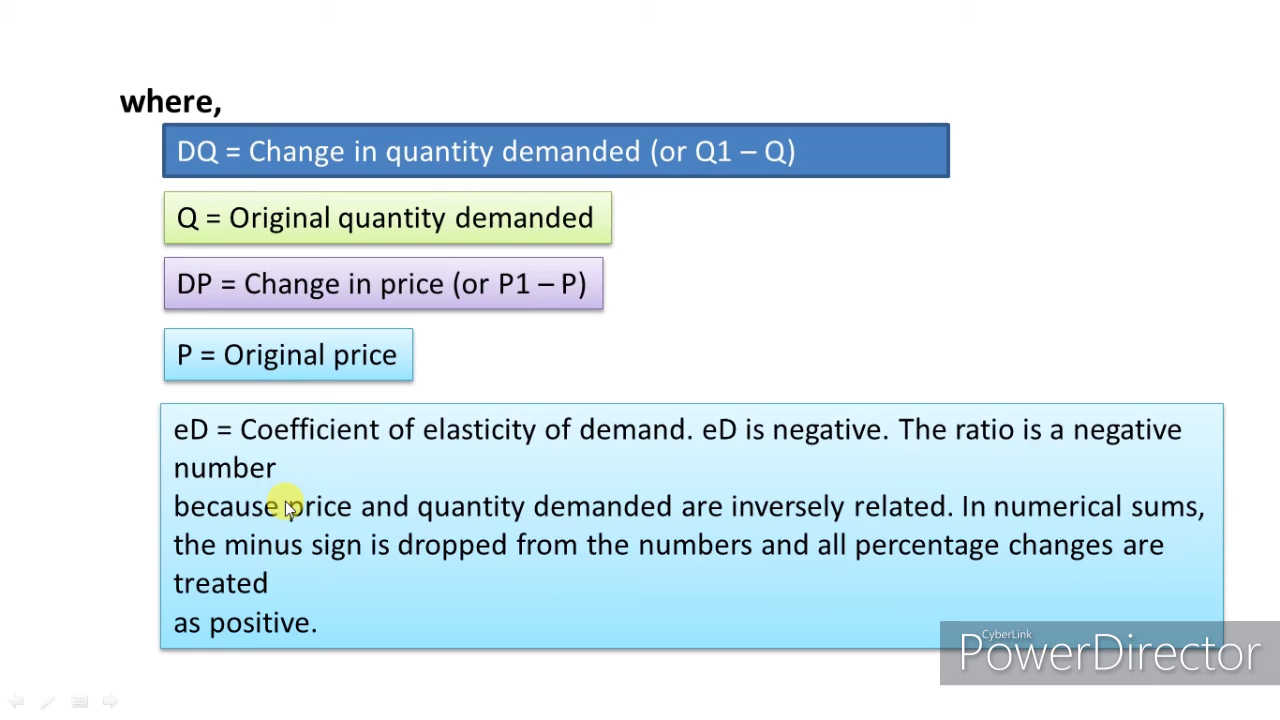 where,
DQ = Change in quantity demanded (or Q1 – Q)
Q = Original quantity demanded
DP = Change in price (or P1 – P)
P = Original price
eD = Coefficient of elasticity of demand. eD is negative. The ratio is a negative
number
because price and quantity demanded are inversely related. In numerical sums,
the minus sign is dropped from the numbers and all percentage changes are
treated
as positive.
CyberLink
PowerDirector